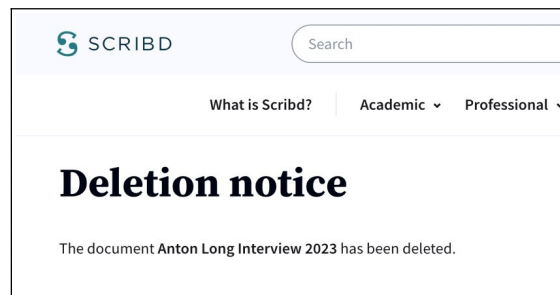 SCRIBD
Search
What is Scribd?
Academic
Professional
Deletion notice
The document Anton Long Interview 2023 has been deleted.